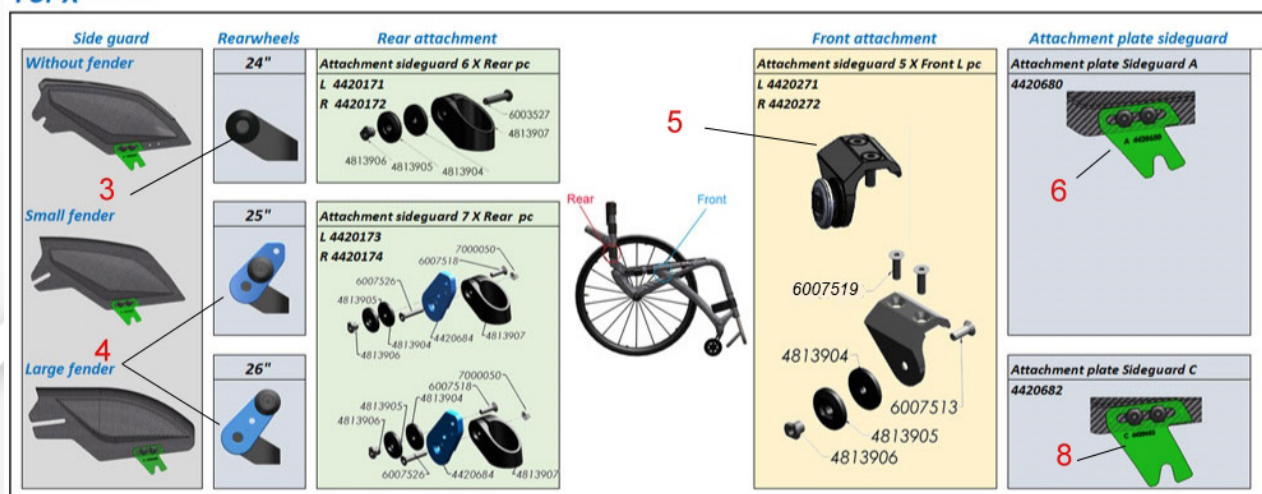 Side guard
Rearwheels
Rear attachment
Front attachment
Attachment plate sideguard
Without fender
3
Small fender
4
Large fender
24"
25"
26"
Attachment sideguard 6 X Rear pc
L 4420171
R 4420172
6003527
4813907
4813906
4813905
4813904
Attachment sideguard 7 X Rear pc
L 4420173
R 4420174
7000050
6007518
6007526
4813905
4813904
4420684
4813907
4813906
7000050
6007518
4813904
4813905
4813906
6007526
4420684
4813907
Rear
Front
Attachment sideguard 5 X Front L pc
L 4420271
R 4420272
5
6007519
4813904
6007513
4813905
4813906
Attachment plate Sideguard A
4420680
A 4420680
6
Attachment plate Sideguard C
4420682
8